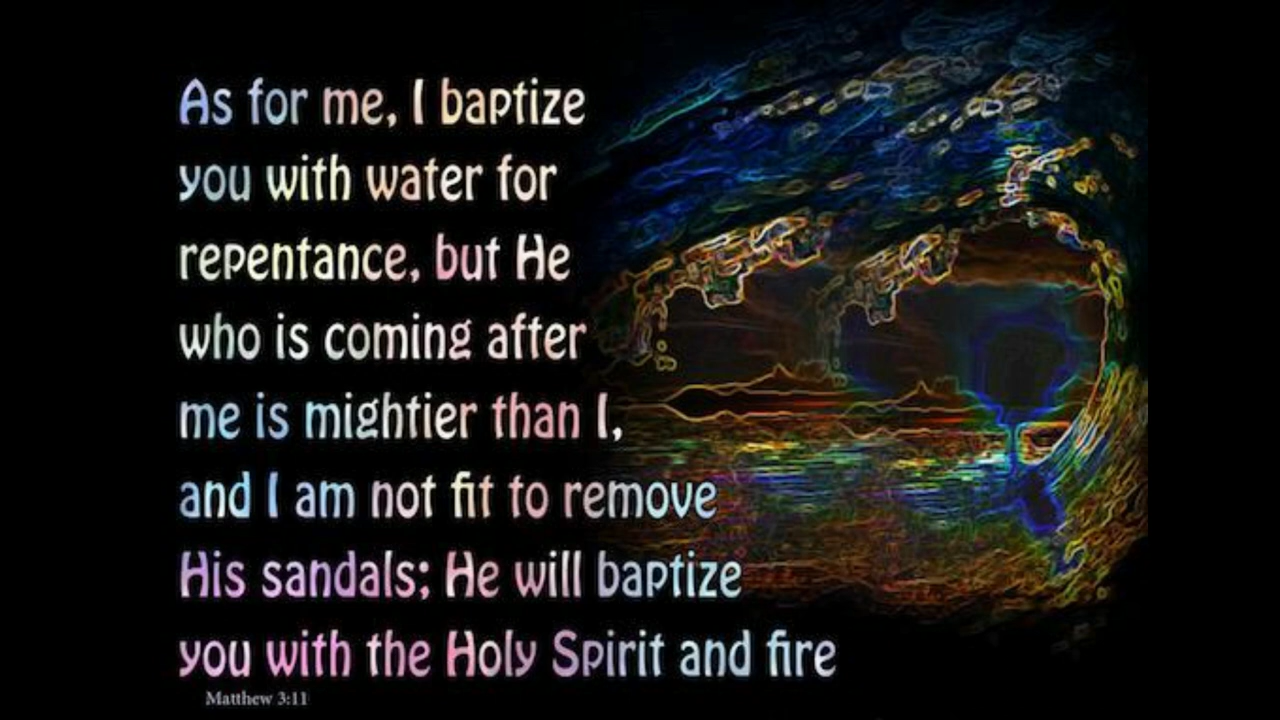 As for me, I baptize
you with water for
repentance, but He
who is coming after
me is mightier than I,
and I am not fit to remove
His sandals; He will baptize
you with the Holy Spirit and fire
Matthew 3:11